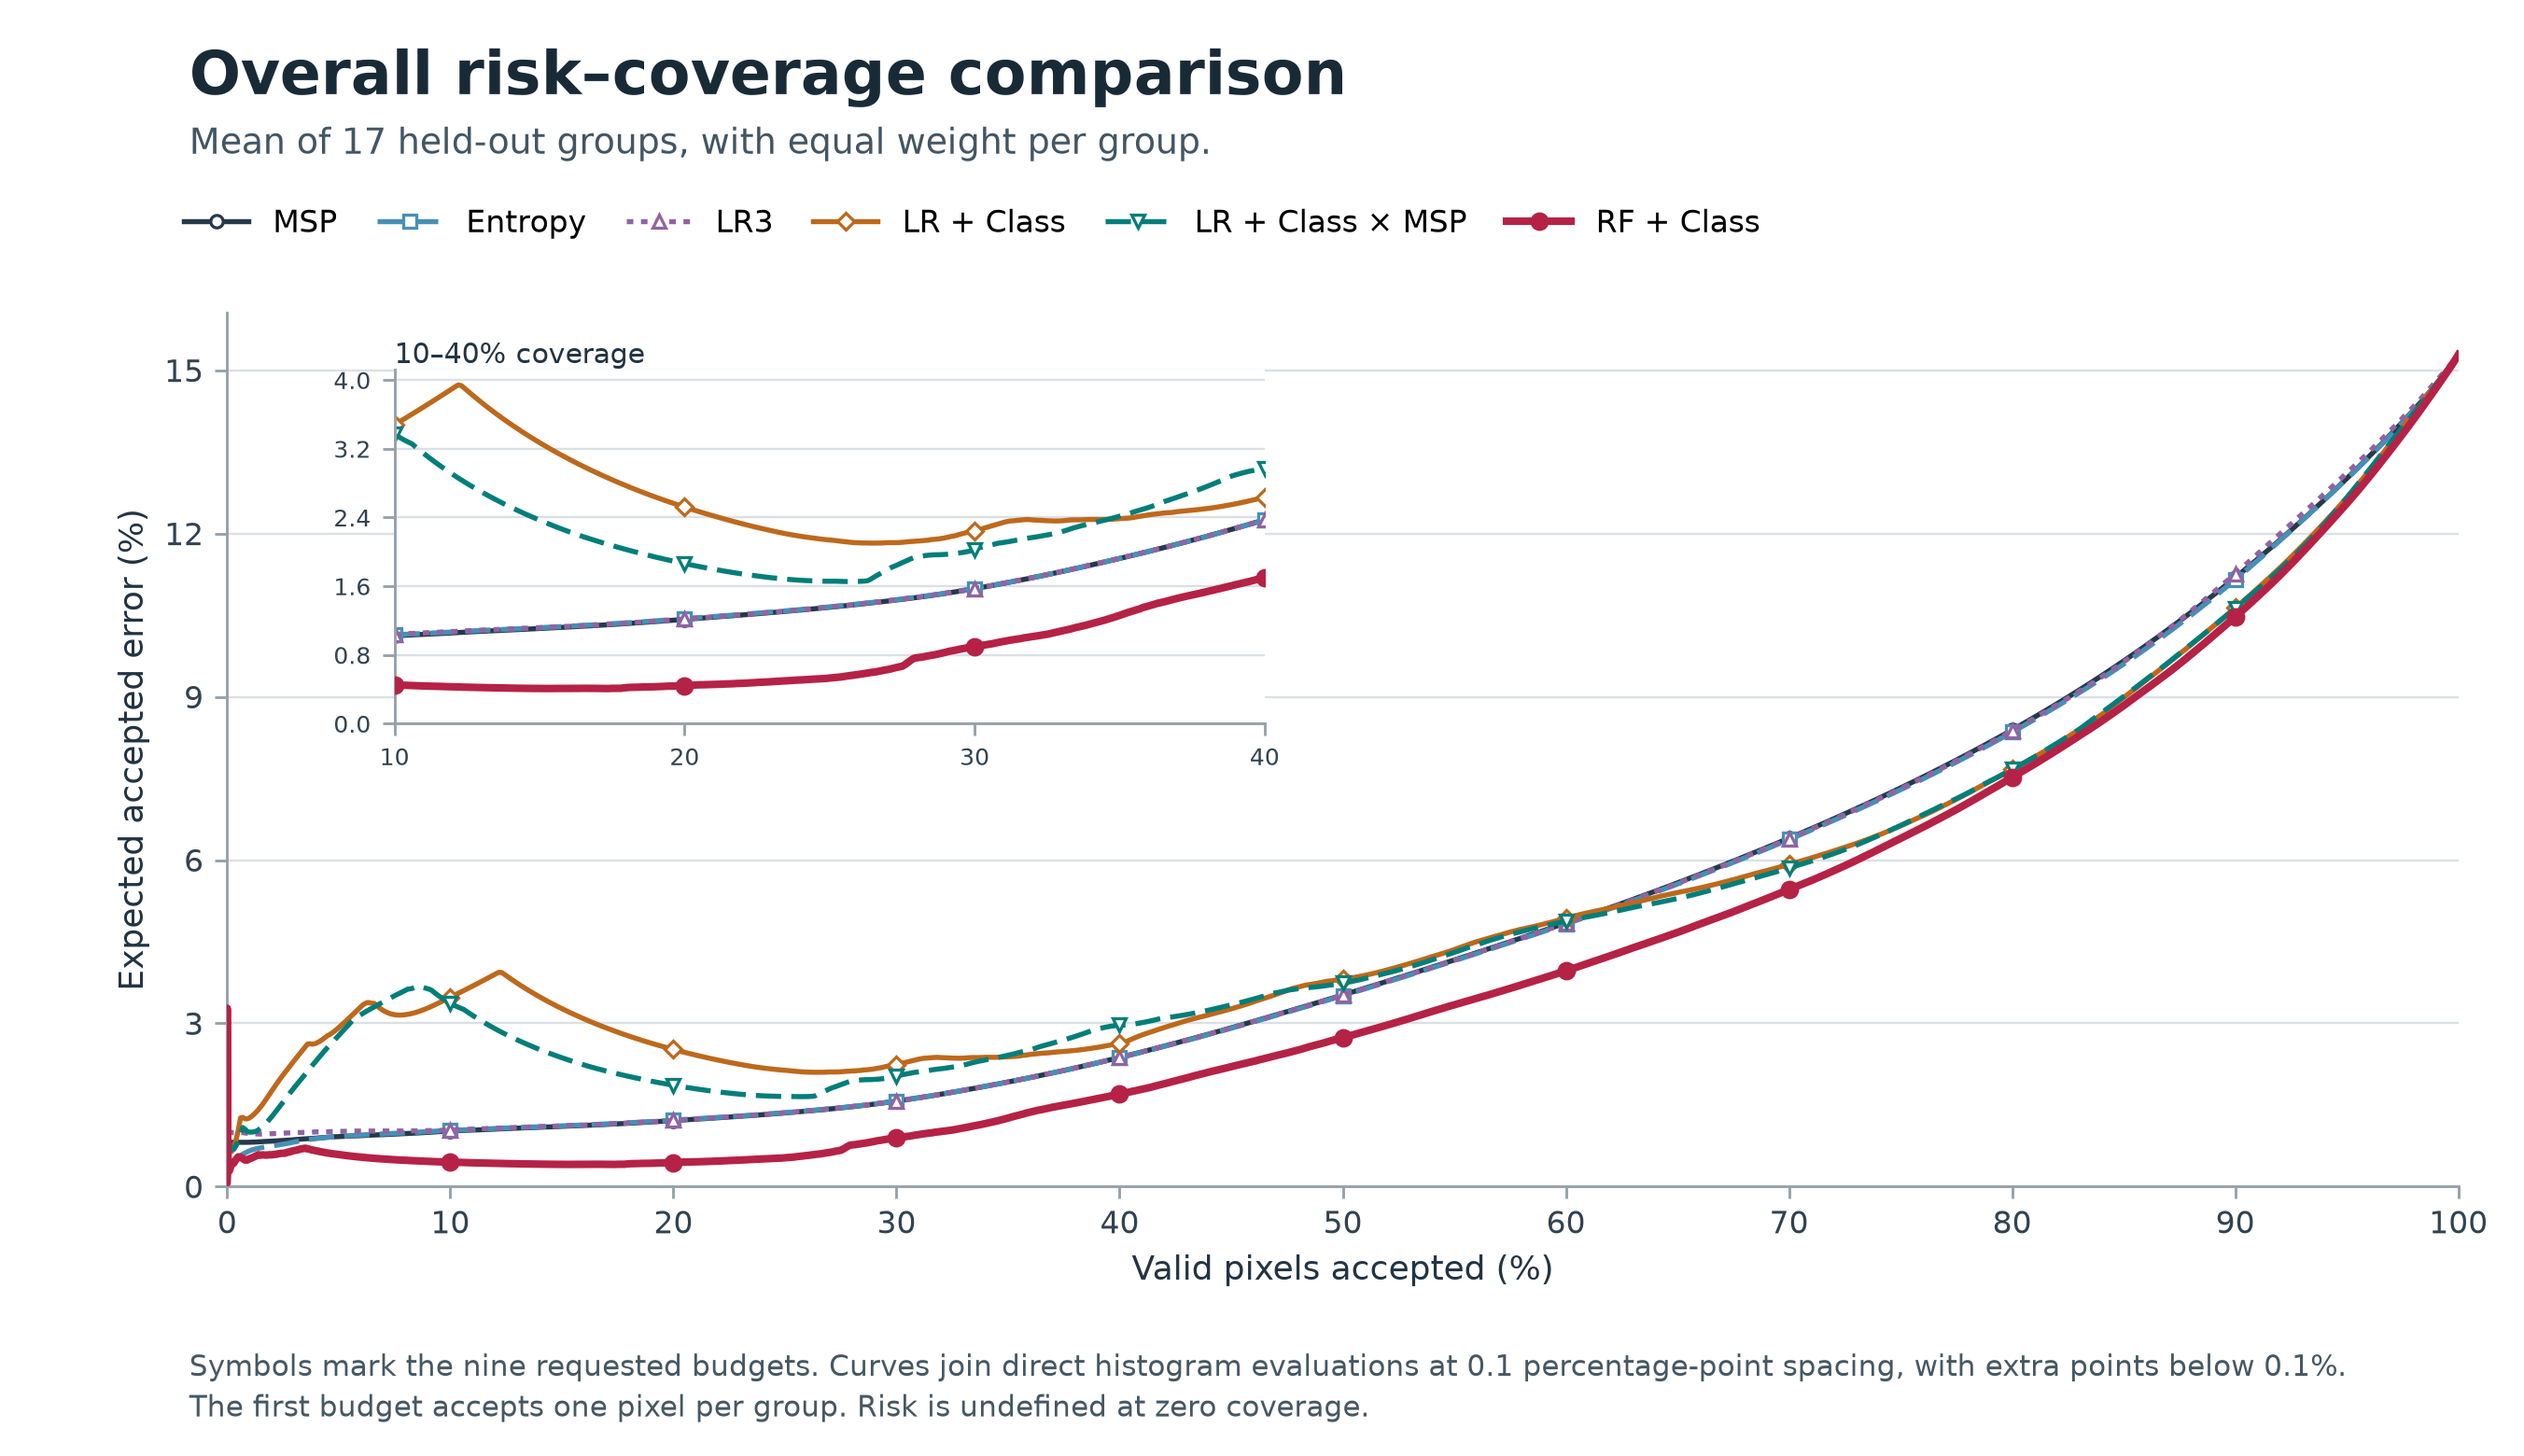 Overall risk–coverage comparison
Mean of 17 held-out groups, with equal weight per group.
MSP Entropy LR3 LR + Class LR + Class × MSP RF + Class
10–40% coverage
4.0
3.2
2.4
1.6
0.8
0.0
10 20 30 40
Expected accepted error (%)
15
12
9
6
3
0
0 10 20 30 40 50 60 70 80 90 100
Valid pixels accepted (%)
Symbols mark the nine requested budgets. Curves join direct histogram evaluations at 0.1 percentage-point spacing, with extra points below 0.1%.
The first budget accepts one pixel per group. Risk is undefined at zero coverage.